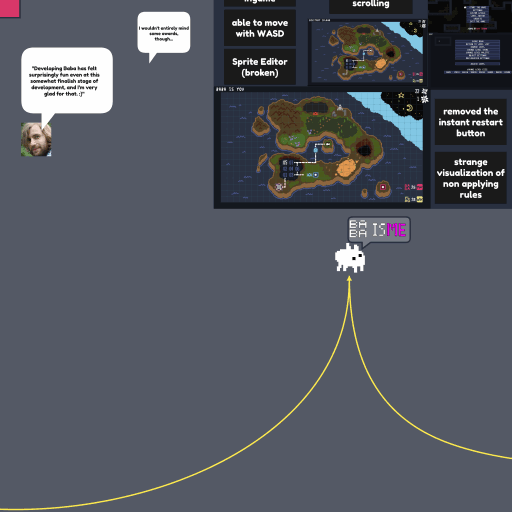 ingame
scrolling
I wouldn't entirely mind
some awards,
though...
able to move
with WASD
"Developing Baba has felt
surprisingly fun even at this
somewhat finalish stage of
development, and I'm very
glad for that. :)"
Sprite Editor
(broken)
BABA IS YOU
removed the
instant restart
button
strange
visualization of
non applying
rules
BA
BA IS ME